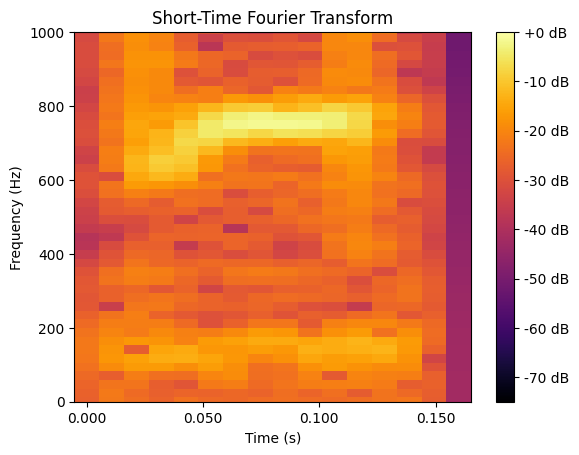 Short-Time Fourier Transform
1000
800
600
400
200
0
Frequency (Hz)
0.000
0.050
0.100
0.150
Time (s)
+0 dB
-10 dB
-20 dB
-30 dB
-40 dB
-50 dB
-60 dB
-70 dB